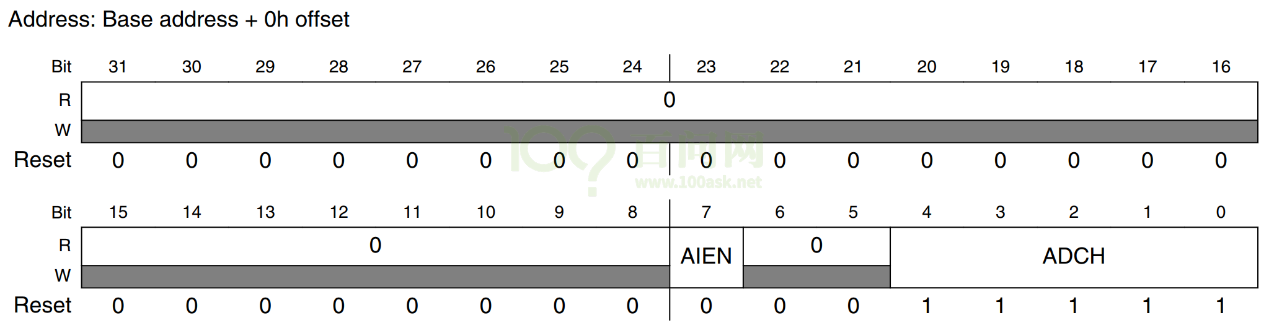 Address: Base address + 0h offset
Bit 31 30 29 28 27 26 25 24 23 22 21 20 19 18 17 16
R 0
W
Reset 0 0 0 0 0 0 0 0 0 0 0 0 0 0 0 0
100? 百问网
www.100ask.net
Bit 15 14 13 12 11 10 9 8 7 6 5 4 3 2 1 0
R 0 AIEN 0 ADCH
W
Reset 0 0 0 0 0 0 0 0 0 0 0 1 1 1 1 1